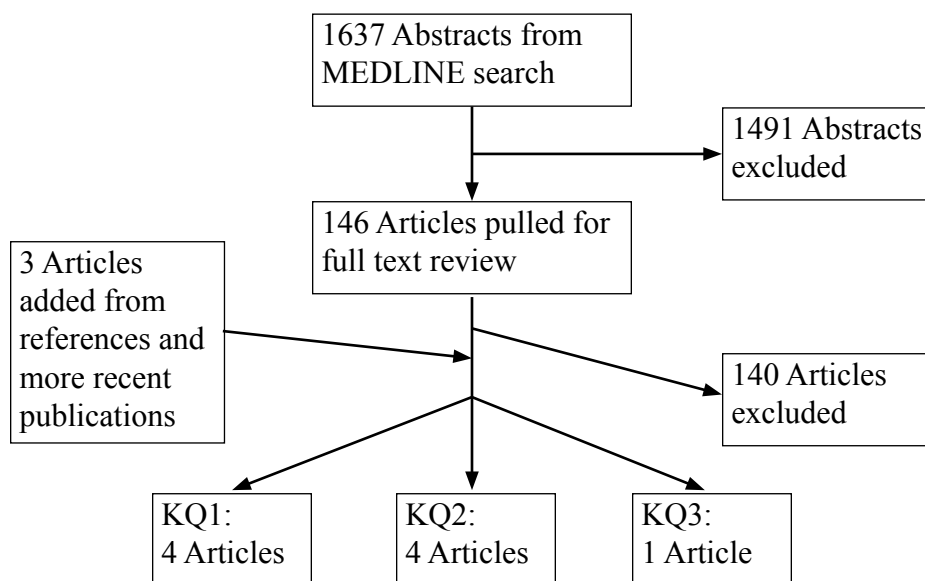 1637 Abstracts from
MEDLINE search
1491 Abstracts
excluded
146 Articles pulled for
full text review
3 Articles
added from
references and
more recent
publications
140 Articles
excluded
KQ1:
4 Articles
KQ2:
4 Articles
KQ3:
1 Article